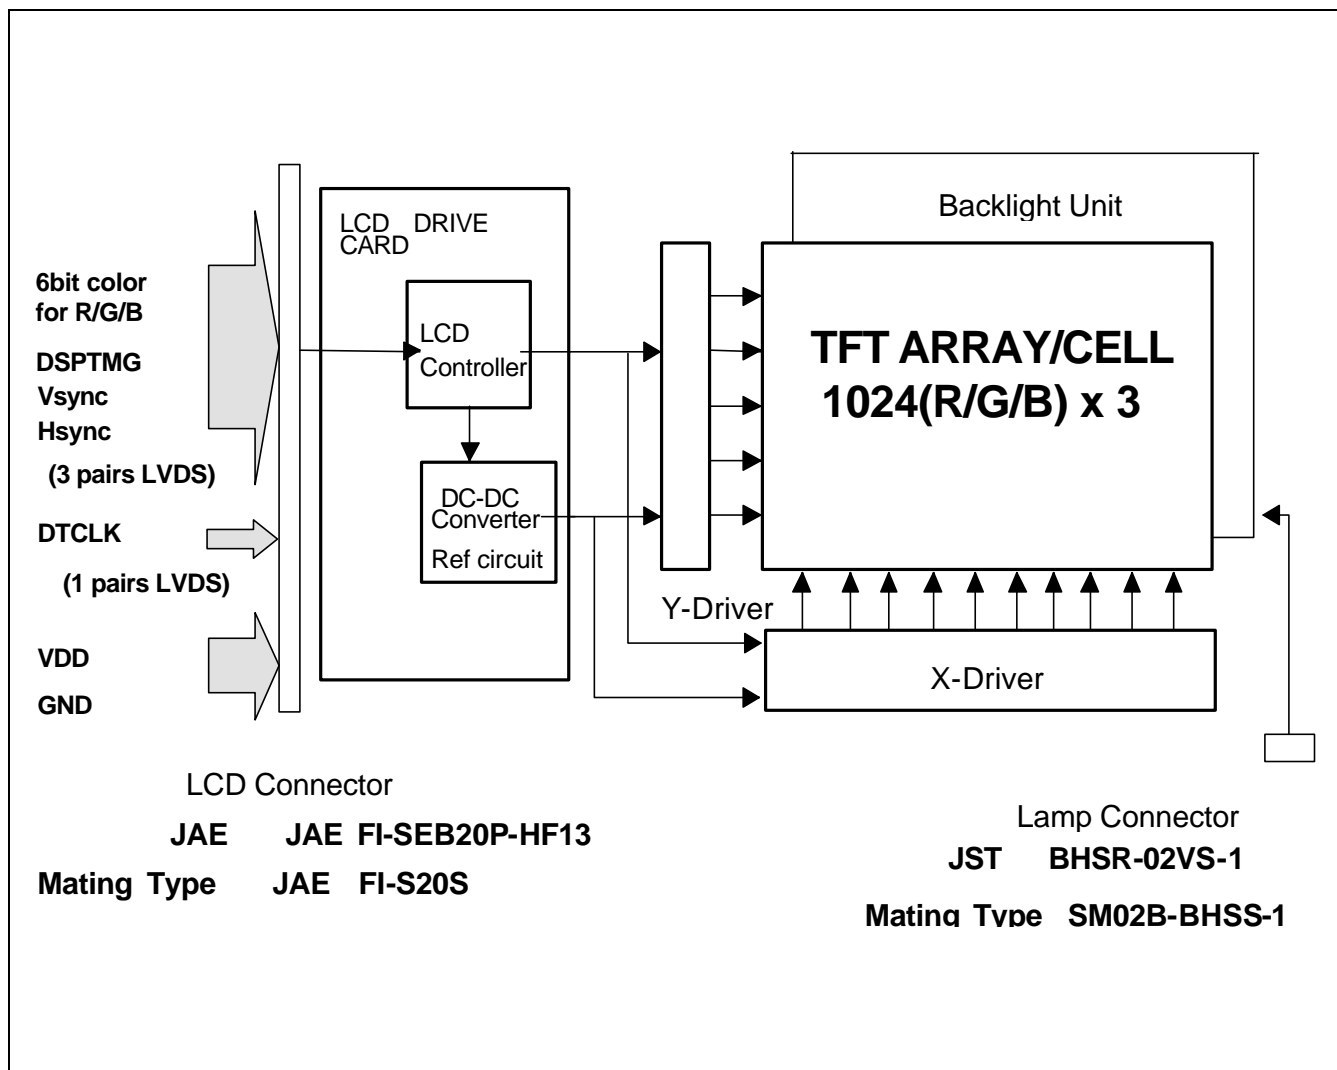 Backlight Unit
LCD DRIVE
CARD
6bit color
for R/G/B
LCD
Controller
TFT ARRAY/CELL
1024(R/G/B) x 3
DSPTMG
Vsync
Hsync
(3 pairs LVDS)
DC-DC
Converter
Ref circuit
DTCLK
(1 pairs LVDS)
Y-Driver
VDD
GND
X-Driver
LCD Connector
JAE JAE FI-SEB20P-HF13
Mating Type JAE FI-S20S
Lamp Connector
JST BHSR-02VS-1
Mating Type SM02B-BHSS-1